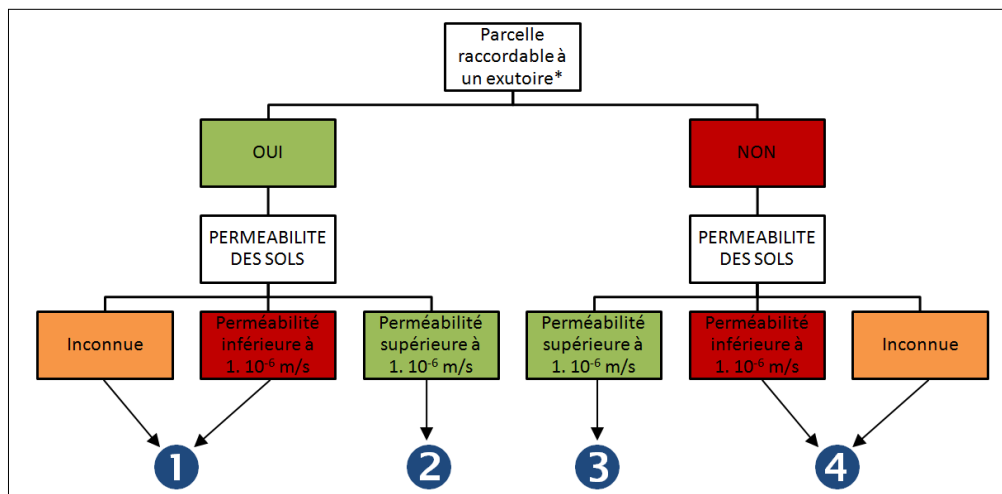 Parcelle
raccordable à
un exutoire*
OUI
NON
PERMEABILITE
DES SOLS
PERMEABILITE
DES SOLS
Inconnue
Perméabilité
inférieure à
1. 10⁻⁶ m/s
Perméabilité
supérieure à
1. 10⁻⁶ m/s
Perméabilité
supérieure à
1. 10⁻⁶ m/s
Perméabilité
inférieure à
1. 10⁻⁶ m/s
Inconnue
1
2
3
4